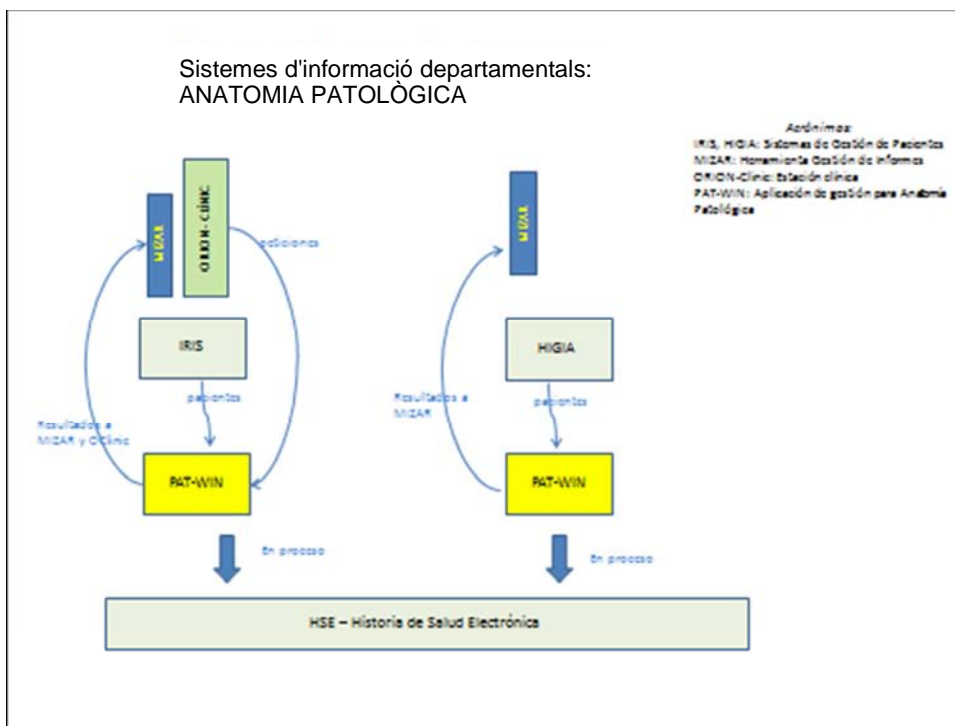 Sistemes d'informació departamentals:
ANATOMIA PATOLÒGICA
Acrónimos:
IRIS, HIGIA: Sistemas de Gestión de Pacientes
MIZAR: Herramienta Gestión de Informes
ORION-Clinic: Estación clínica
PAT-WIN: Aplicación de gestión para Anatomía
Patológica
MIZAR
ORION- CLÍNIC
peticiones
IRIS
pacientes
Resultados a
MIZAR y OClinic
PAT-WIN
En proceso
MIZAR
HIGIA
pacientes
Resultados a
MIZAR
PAT-WIN
En proceso
HSE – Historia de Salud Electrónica